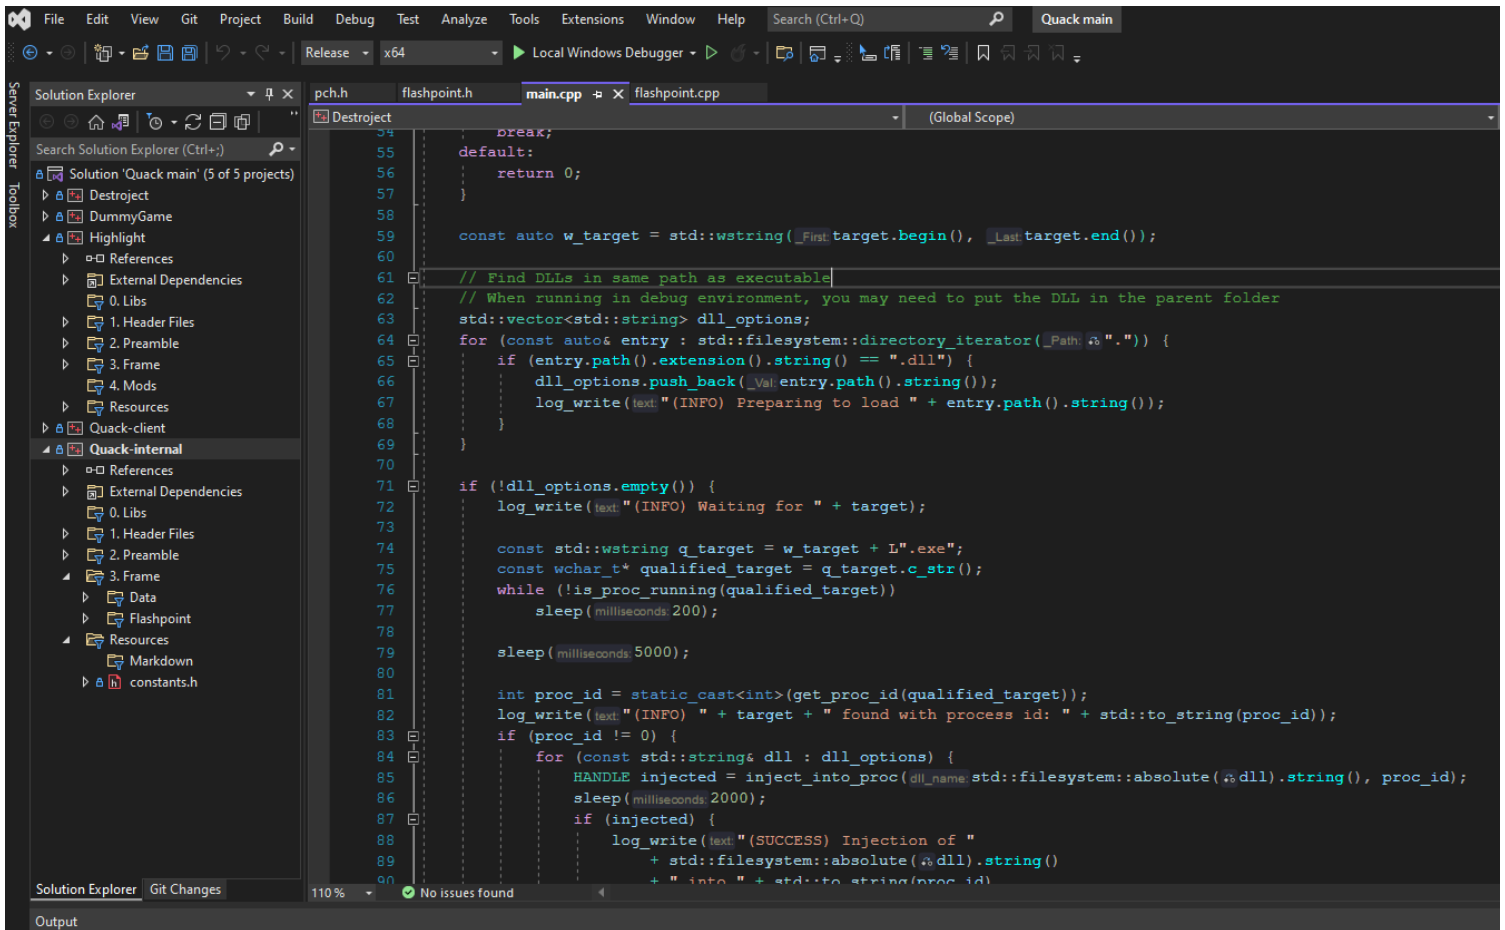 File Edit View Git Project Build Debug Test Analyze Tools Extensions Window Help Search (Ctrl+Q) Quack main
Release x64 Local Windows Debugger
Server Explorer
Toolbox
Solution Explorer
Search Solution Explorer (Ctrl+;)
Solution 'Quack main' (5 of 5 projects)
Destroject
DummyGame
Highlight
References
External Dependencies
0. Libs
1. Header Files
2. Preamble
3. Frame
4. Mods
Resources
Quack-client
Quack-internal
References
External Dependencies
0. Libs
1. Header Files
2. Preamble
3. Frame
Data
Flashpoint
Resources
Markdown
constants.h
Solution Explorer Git Changes
pch.h flashpoint.h main.cpp flashpoint.cpp
Destroject (Global Scope)
54 break;
55 default:
56 return 0;
57 }
58
59 const auto w_target = std::wstring(_First: target.begin(), _Last: target.end());
60
61 // Find DLLs in same path as executable
62 // When running in debug environment, you may need to put the DLL in the parent folder
63 std::vector<std::string> dll_options;
64 for (const auto& entry : std::filesystem::directory_iterator(_Path: ".")) {
65 if (entry.path().extension().string() == ".dll") {
66 dll_options.push_back(_Val: entry.path().string());
67 log_write(text: "(INFO) Preparing to load " + entry.path().string());
68 }
69 }
70
71 if (!dll_options.empty()) {
72 log_write(text: "(INFO) Waiting for " + target);
73
74 const std::wstring q_target = w_target + L".exe";
75 const wchar_t* qualified_target = q_target.c_str();
76 while (!is_proc_running(qualified_target))
77 sleep(milliseconds: 200);
78
79 sleep(milliseconds: 5000);
80
81 int proc_id = static_cast<int>(get_proc_id(qualified_target));
82 log_write(text: "(INFO) " + target + " found with process id: " + std::to_string(proc_id));
83 if (proc_id != 0) {
84 for (const std::string& dll : dll_options) {
85 HANDLE injected = inject_into_proc(dll_name: std::filesystem::absolute(dll).string(), proc_id);
86 sleep(milliseconds: 2000);
87 if (injected) {
88 log_write(text: "(SUCCESS) Injection of "
89 + std::filesystem::absolute(dll).string()
90 + " into " + std::to_string(proc_id)
110 % No issues found
Output